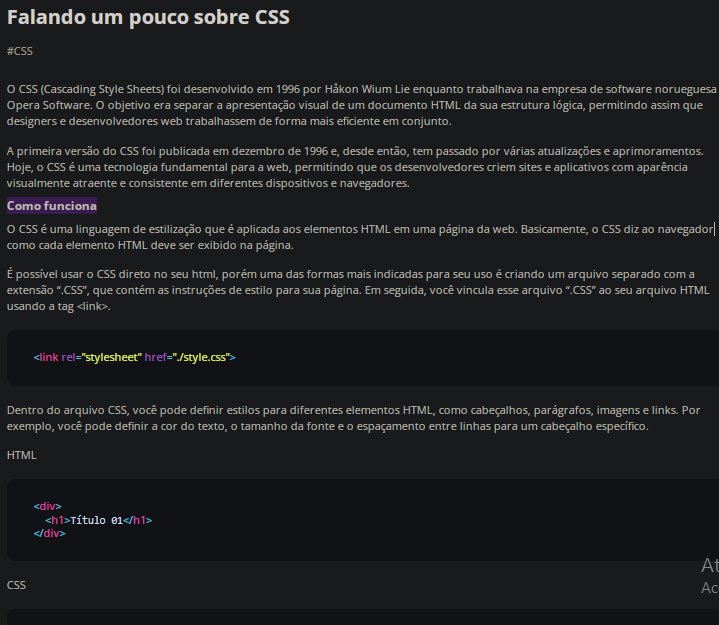 Falando um pouco sobre CSS
#CSS
O CSS (Cascading Style Sheets) foi desenvolvido em 1996 por Håkon Wium Lie enquanto trabalhava na empresa de software norueguesa
Opera Software. O objetivo era separar a apresentação visual de um documento HTML da sua estrutura lógica, permitindo assim que
designers e desenvolvedores web trabalhassem de forma mais eficiente em conjunto.
A primeira versão do CSS foi publicada em dezembro de 1996 e, desde então, tem passado por várias atualizações e aprimoramentos.
Hoje, o CSS é uma tecnologia fundamental para a web, permitindo que os desenvolvedores criem sites e aplicativos com aparência
visualmente atraente e consistente em diferentes dispositivos e navegadores.
Como funciona
O CSS é uma linguagem de estilização que é aplicada aos elementos HTML em uma página da web. Basicamente, o CSS diz ao navegador
como cada elemento HTML deve ser exibido na página.
É possível usar o CSS direto no seu html, porém uma das formas mais indicadas para seu uso é criando um arquivo separado com a
extensão “.CSS”, que contém as instruções de estilo para sua página. Em seguida, você vincula esse arquivo “.CSS” ao seu arquivo HTML
usando a tag <link>.
<link rel="stylesheet" href="./style.css">
Dentro do arquivo CSS, você pode definir estilos para diferentes elementos HTML, como cabeçalhos, parágrafos, imagens e links. Por
exemplo, você pode definir a cor do texto, o tamanho da fonte e o espaçamento entre linhas para um cabeçalho específico.
HTML
<div>
<h1>Título 01</h1>
</div>
CSS